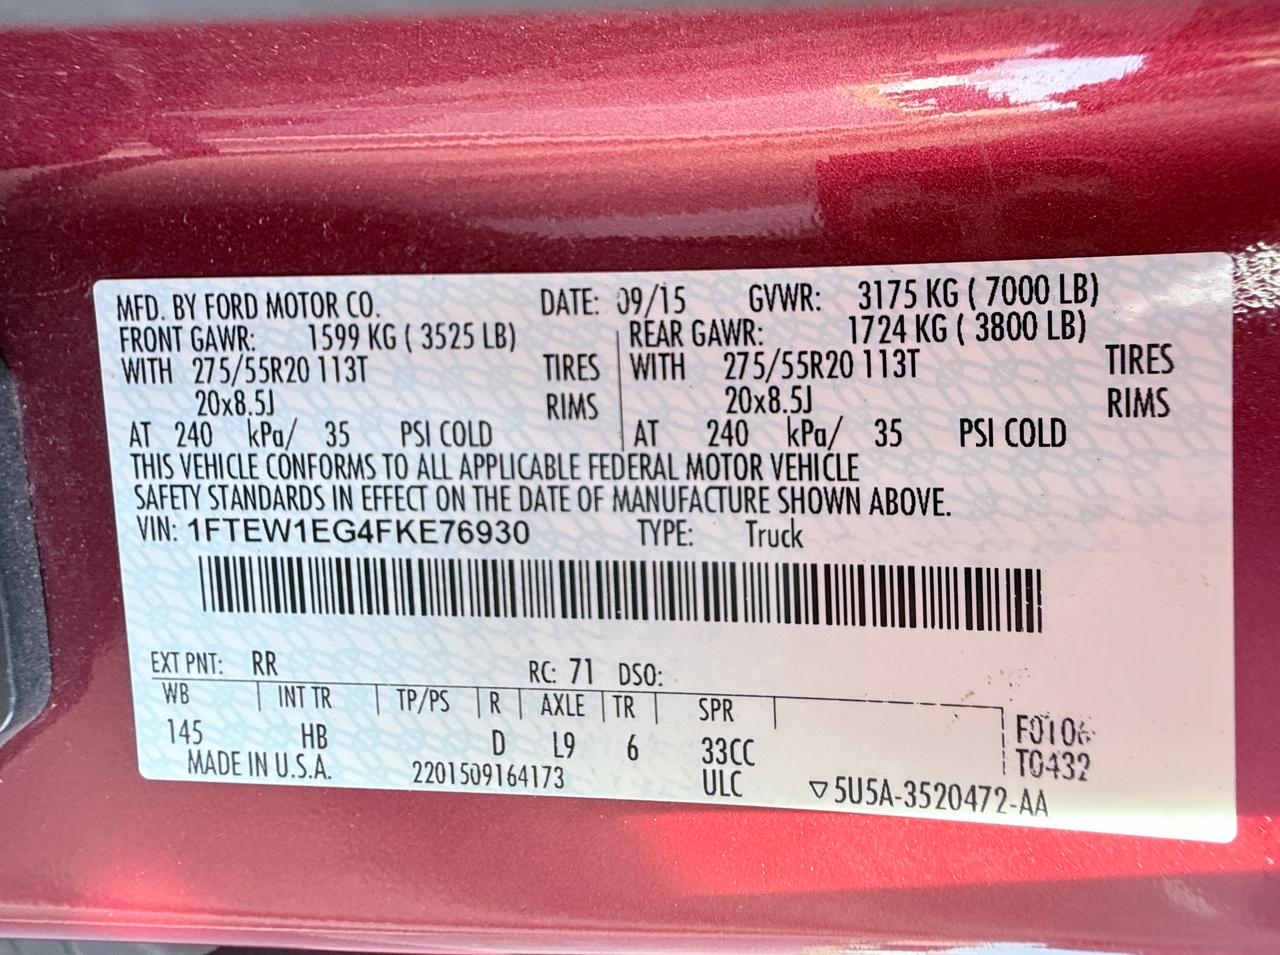 MFD. BY FORD MOTOR CO. DATE: 09/15 GVWR: 3175 KG ( 7000 LB)
FRONT GAWR: 1599 KG ( 3525 LB) REAR GAWR: 1724 KG ( 3800 LB)
WITH 275/55R20 113T TIRES WITH 275/55R20 113T TIRES
20x8.5J RIMS 20x8.5J RIMS
AT 240 kPa/ 35 PSI COLD AT 240 kPa/ 35 PSI COLD
THIS VEHICLE CONFORMS TO ALL APPLICABLE FEDERAL MOTOR VEHICLE
SAFETY STANDARDS IN EFFECT ON THE DATE OF MANUFACTURE SHOWN ABOVE.
VIN: 1FTEW1EG4FKE76930 TYPE: Truck
EXT PNT: RR RC: 71 DSO:
WB INT TR TP/PS R AXLE TR SPR
145 HB D L9 6 33CC
MADE IN U.S.A. 2201509164173 ULC ▽5U5A-3520472-AA
T0432